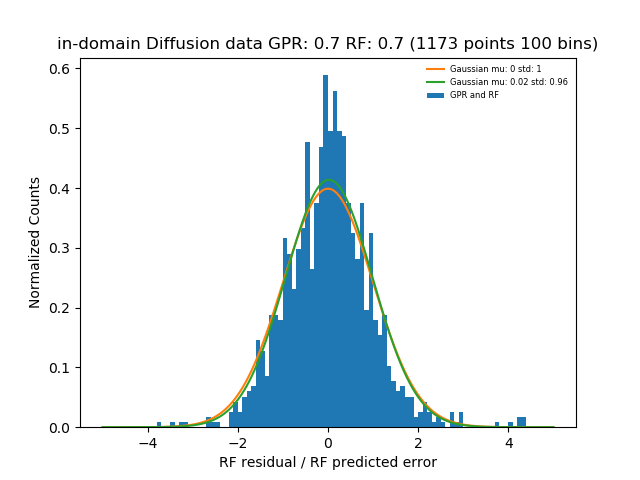 in-domain Diffusion data GPR: 0.7 RF: 0.7 (1173 points 100 bins)
Gaussian mu: 0 std: 1
Gaussian mu: 0.02 std: 0.96
GPR and RF
Normalized Counts
0.6
0.5
0.4
0.3
0.2
0.1
0.0
−4 −2 0 2 4
RF residual / RF predicted error